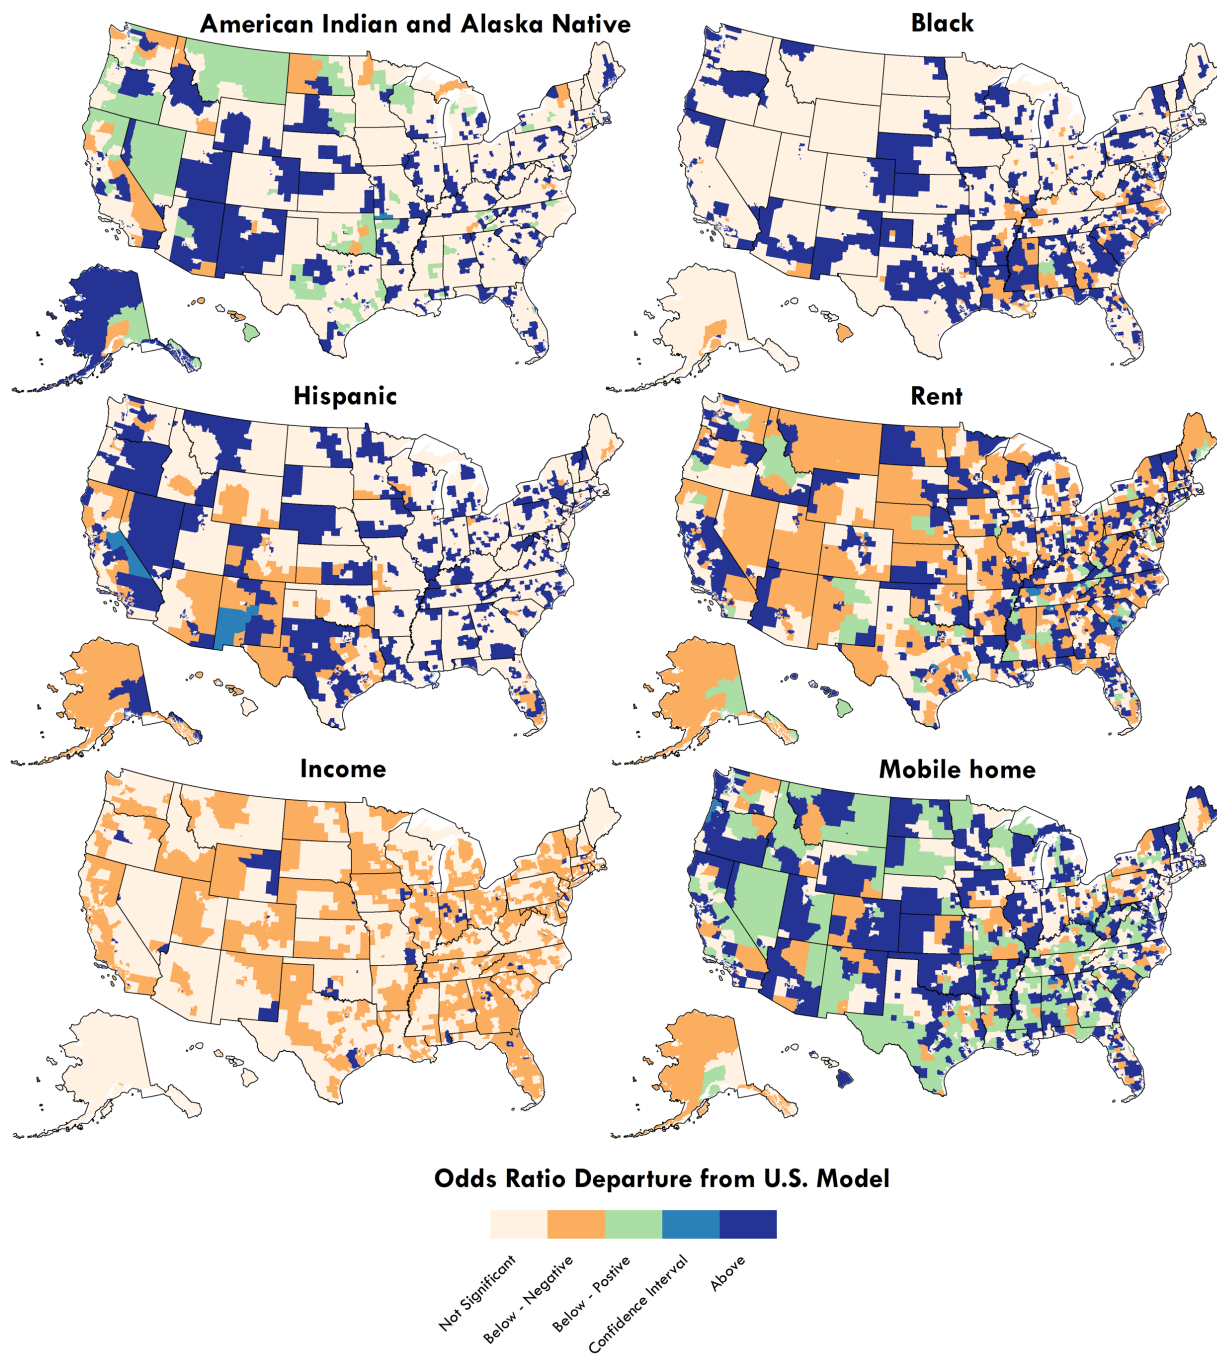 American Indian and Alaska Native
Black
Hispanic
Rent
Income
Mobile home
Odds Ratio Departure from U.S. Model
Not Significant
Below - Negative
Below - Postive
Confidence Interval
Above